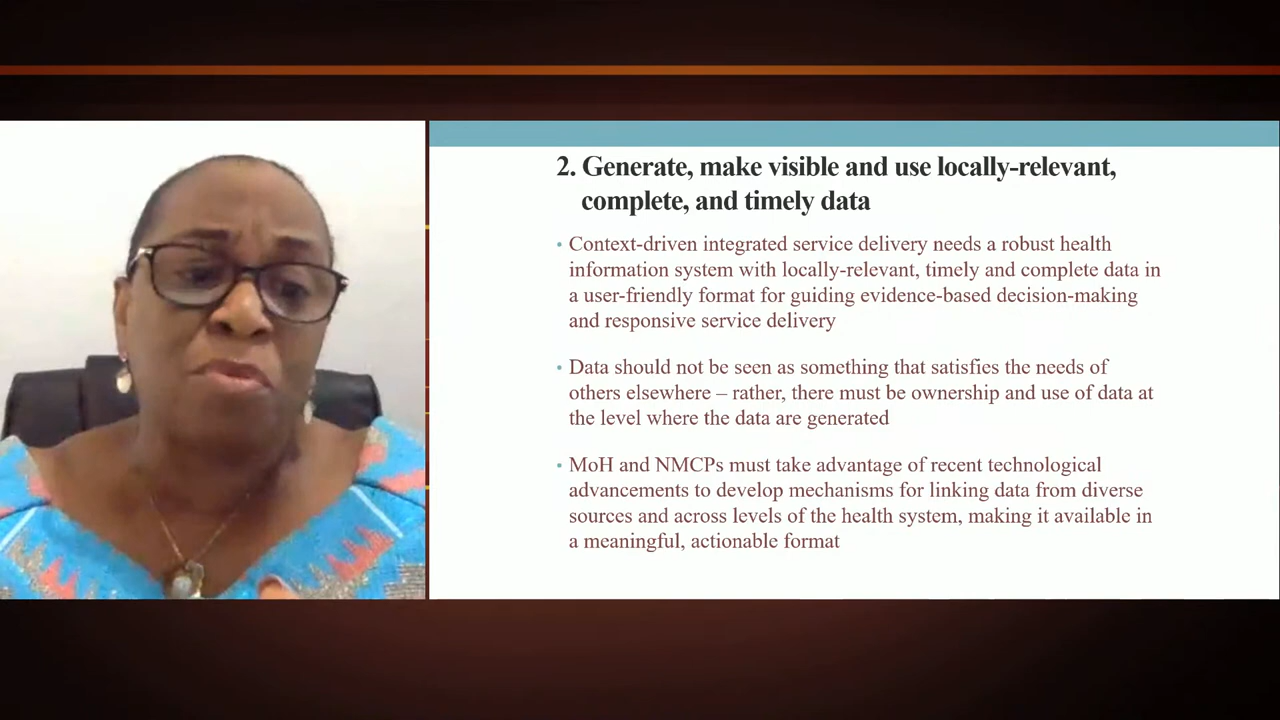 2. Generate, make visible and use locally-relevant,
complete, and timely data
• Context-driven integrated service delivery needs a robust health
information system with locally-relevant, timely and complete data in
a user-friendly format for guiding evidence-based decision-making
and responsive service delivery
• Data should not be seen as something that satisfies the needs of
others elsewhere – rather, there must be ownership and use of data at
the level where the data are generated
• MoH and NMCPs must take advantage of recent technological
advancements to develop mechanisms for linking data from diverse
sources and across levels of the health system, making it available in
a meaningful, actionable format